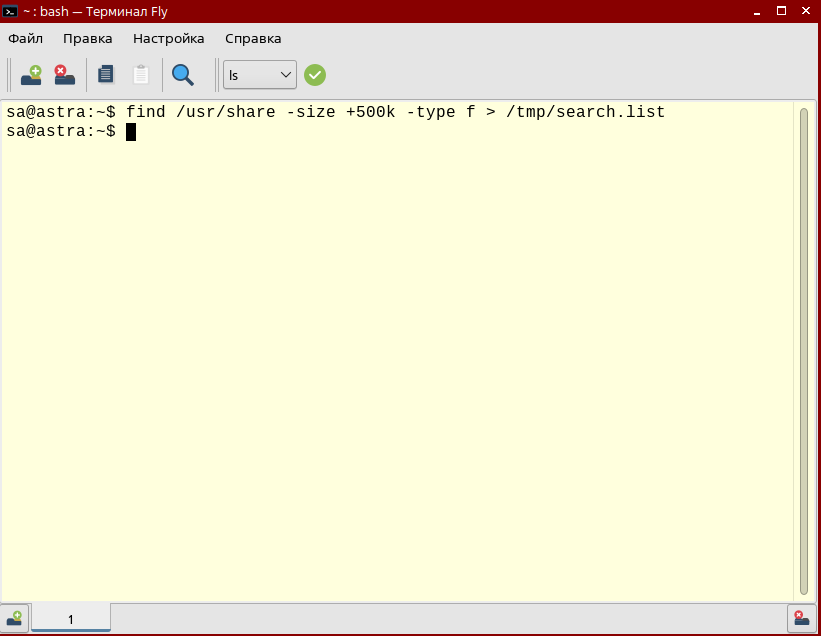 ~ : bash — Терминал Fly
Файл Правка Настройка Справка
ls
sa@astra:~$ find /usr/share -size +500k -type f > /tmp/search.list
sa@astra:~$
1